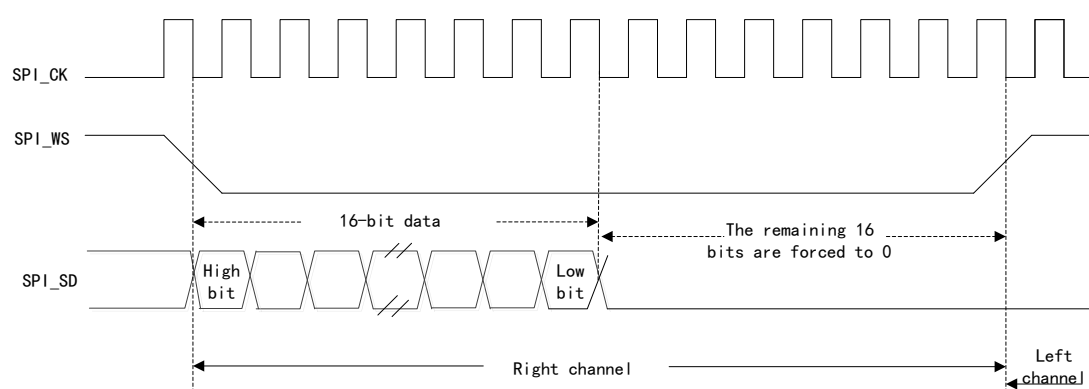 SPI_CK
SPI_WS
16-bit data
The remaining 16
bits are forced to 0
SPI_SD
High
bit
Low
bit
Right channel
Left
channel